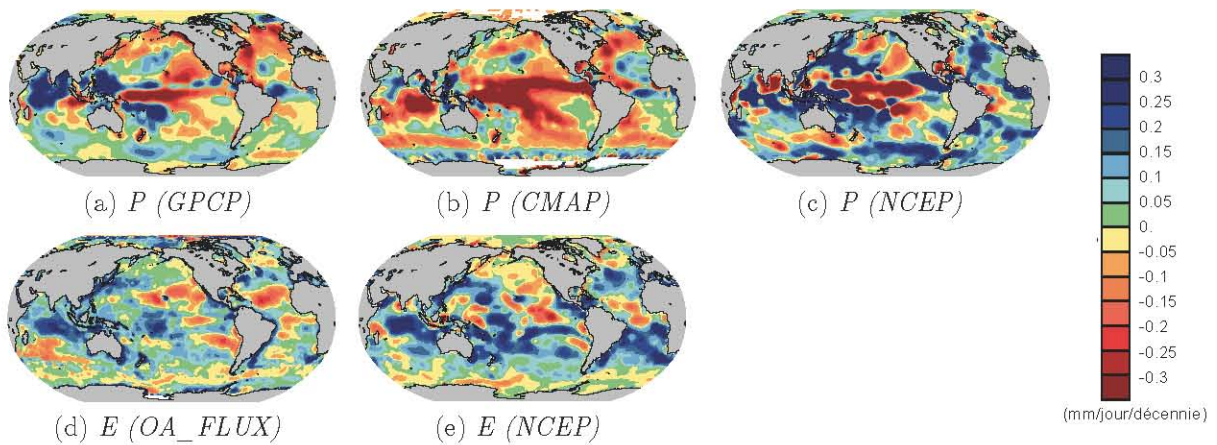 (a) P (GPCP)
(b) P (CMAP)
(c) P (NCEP)
(d) E (OA_FLUX)
(e) E (NCEP)
0.3
0.25
0.2
0.15
0.1
0.05
0.
-0.05
-0.1
-0.15
-0.2
-0.25
-0.3
(mm/jour/décennie)